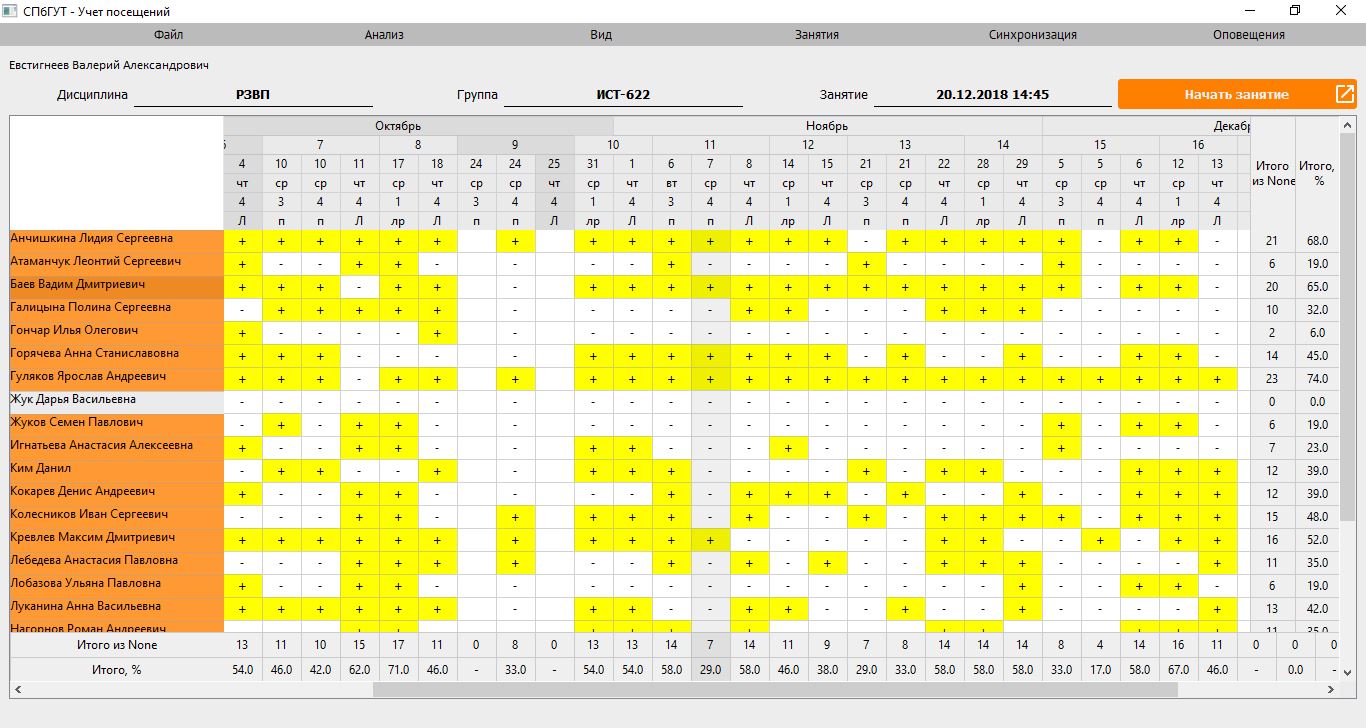 СПбГУТ - Учет посещений
Файл Анализ Вид Занятия Синхронизация Оповещения
Евстигнеев Валерий Александрович
Дисциплина РЗВП Группа ИСТ-622 Занятие 20.12.2018 14:45 Начать занятие
Октябрь Ноябрь Декабр
7 8 9 10 11 12 13 14 15 16
4 10 10 11 17 18 24 24 25 31 1 6 7 8 14 15 21 21 22 28 29 5 5 6 12 13 Итого Итого,
чт ср ср чт ср чт ср ср чт ср чт вт ср чт ср чт ср ср чт ср чт ср ср чт ср чт из None %
4 3 4 1 1 4 3 4 4 1 4 3 4 4 1 4 3 4 4 1 4 3 4 4 1 4
Л п п лр лр Л п п Л лр Л п п Л лр Л п п Л лр Л п п Л лр Л
Анчишкина Лидия Сергеевна + + + + + + + + + + + + + + - + + + + + - + + - 21 68.0
Атаманчук Леонтий Сергеевич + - - + + - - - - + - - - - + - - - - + - - - - 6 19.0
Баев Вадим Дмитриевич + + + - + + - + + + + + + + + + + + + + - + + - 20 65.0
Галицына Полина Сергеевна - + + + + + - - - - - + + - - - + + + - - - - - 10 32.0
Гончар Илья Олегович + - - - - + - - - - - - - - - - - - - - - - - - 2 6.0
Горячева Анна Станиславовна + + + - - - - + + + + + + + - + - - + - - + + - 14 45.0
Гуляков Ярослав Андреевич + + + - + + + + + + + + + + + + + + + + + + + + 23 74.0
Жук Дарья Васильевна - - - - - - - - - - - - - - - - - - - - - - - - 0 0.0
Жуков Семен Павлович - + - + + - - - - - - - - - - - - - - + - + + - 6 19.0
Игнатьева Анастасия Алексеевна + - - + + - - + + - - - + - - - - - - + - - - - 7 23.0
Ким Данил - + + - - + - + + + - - - - + - + + - - - + + + 12 39.0
Кокарев Денис Андреевич + - - + + - - - - + - + + + - + - - + - - + + + 12 39.0
Колесников Иван Сергеевич - - - + + - + + + + - + - - + - + + + + - + + + 15 48.0
Кревлев Максим Дмитриевич + + + + + + + + + + + - - - - - + + - - + - + + 16 52.0
Лебедева Анастасия Павловна - - - + + + + - - + - + - + - - + + + - - - - + 11 35.0
Лобазова Ульяна Павловна + - - + + - - - - - - - - - - - - - + - - + + - 6 19.0
Луканина Анна Васильевна + + + + + + - + + - - + + - - + - - + - - - - + 13 42.0
Нагорнов Роман Андреевич 11 35.0
Итого из None 13 11 10 15 17 11 0 8 0 13 13 14 7 14 11 9 7 8 14 14 14 8 4 14 16 11 0 0 0
Итого, % 54.0 46.0 42.0 62.0 71.0 46.0 - 33.0 - 54.0 54.0 58.0 29.0 58.0 46.0 38.0 29.0 33.0 58.0 58.0 58.0 33.0 17.0 58.0 67.0 46.0 - 0.0 -